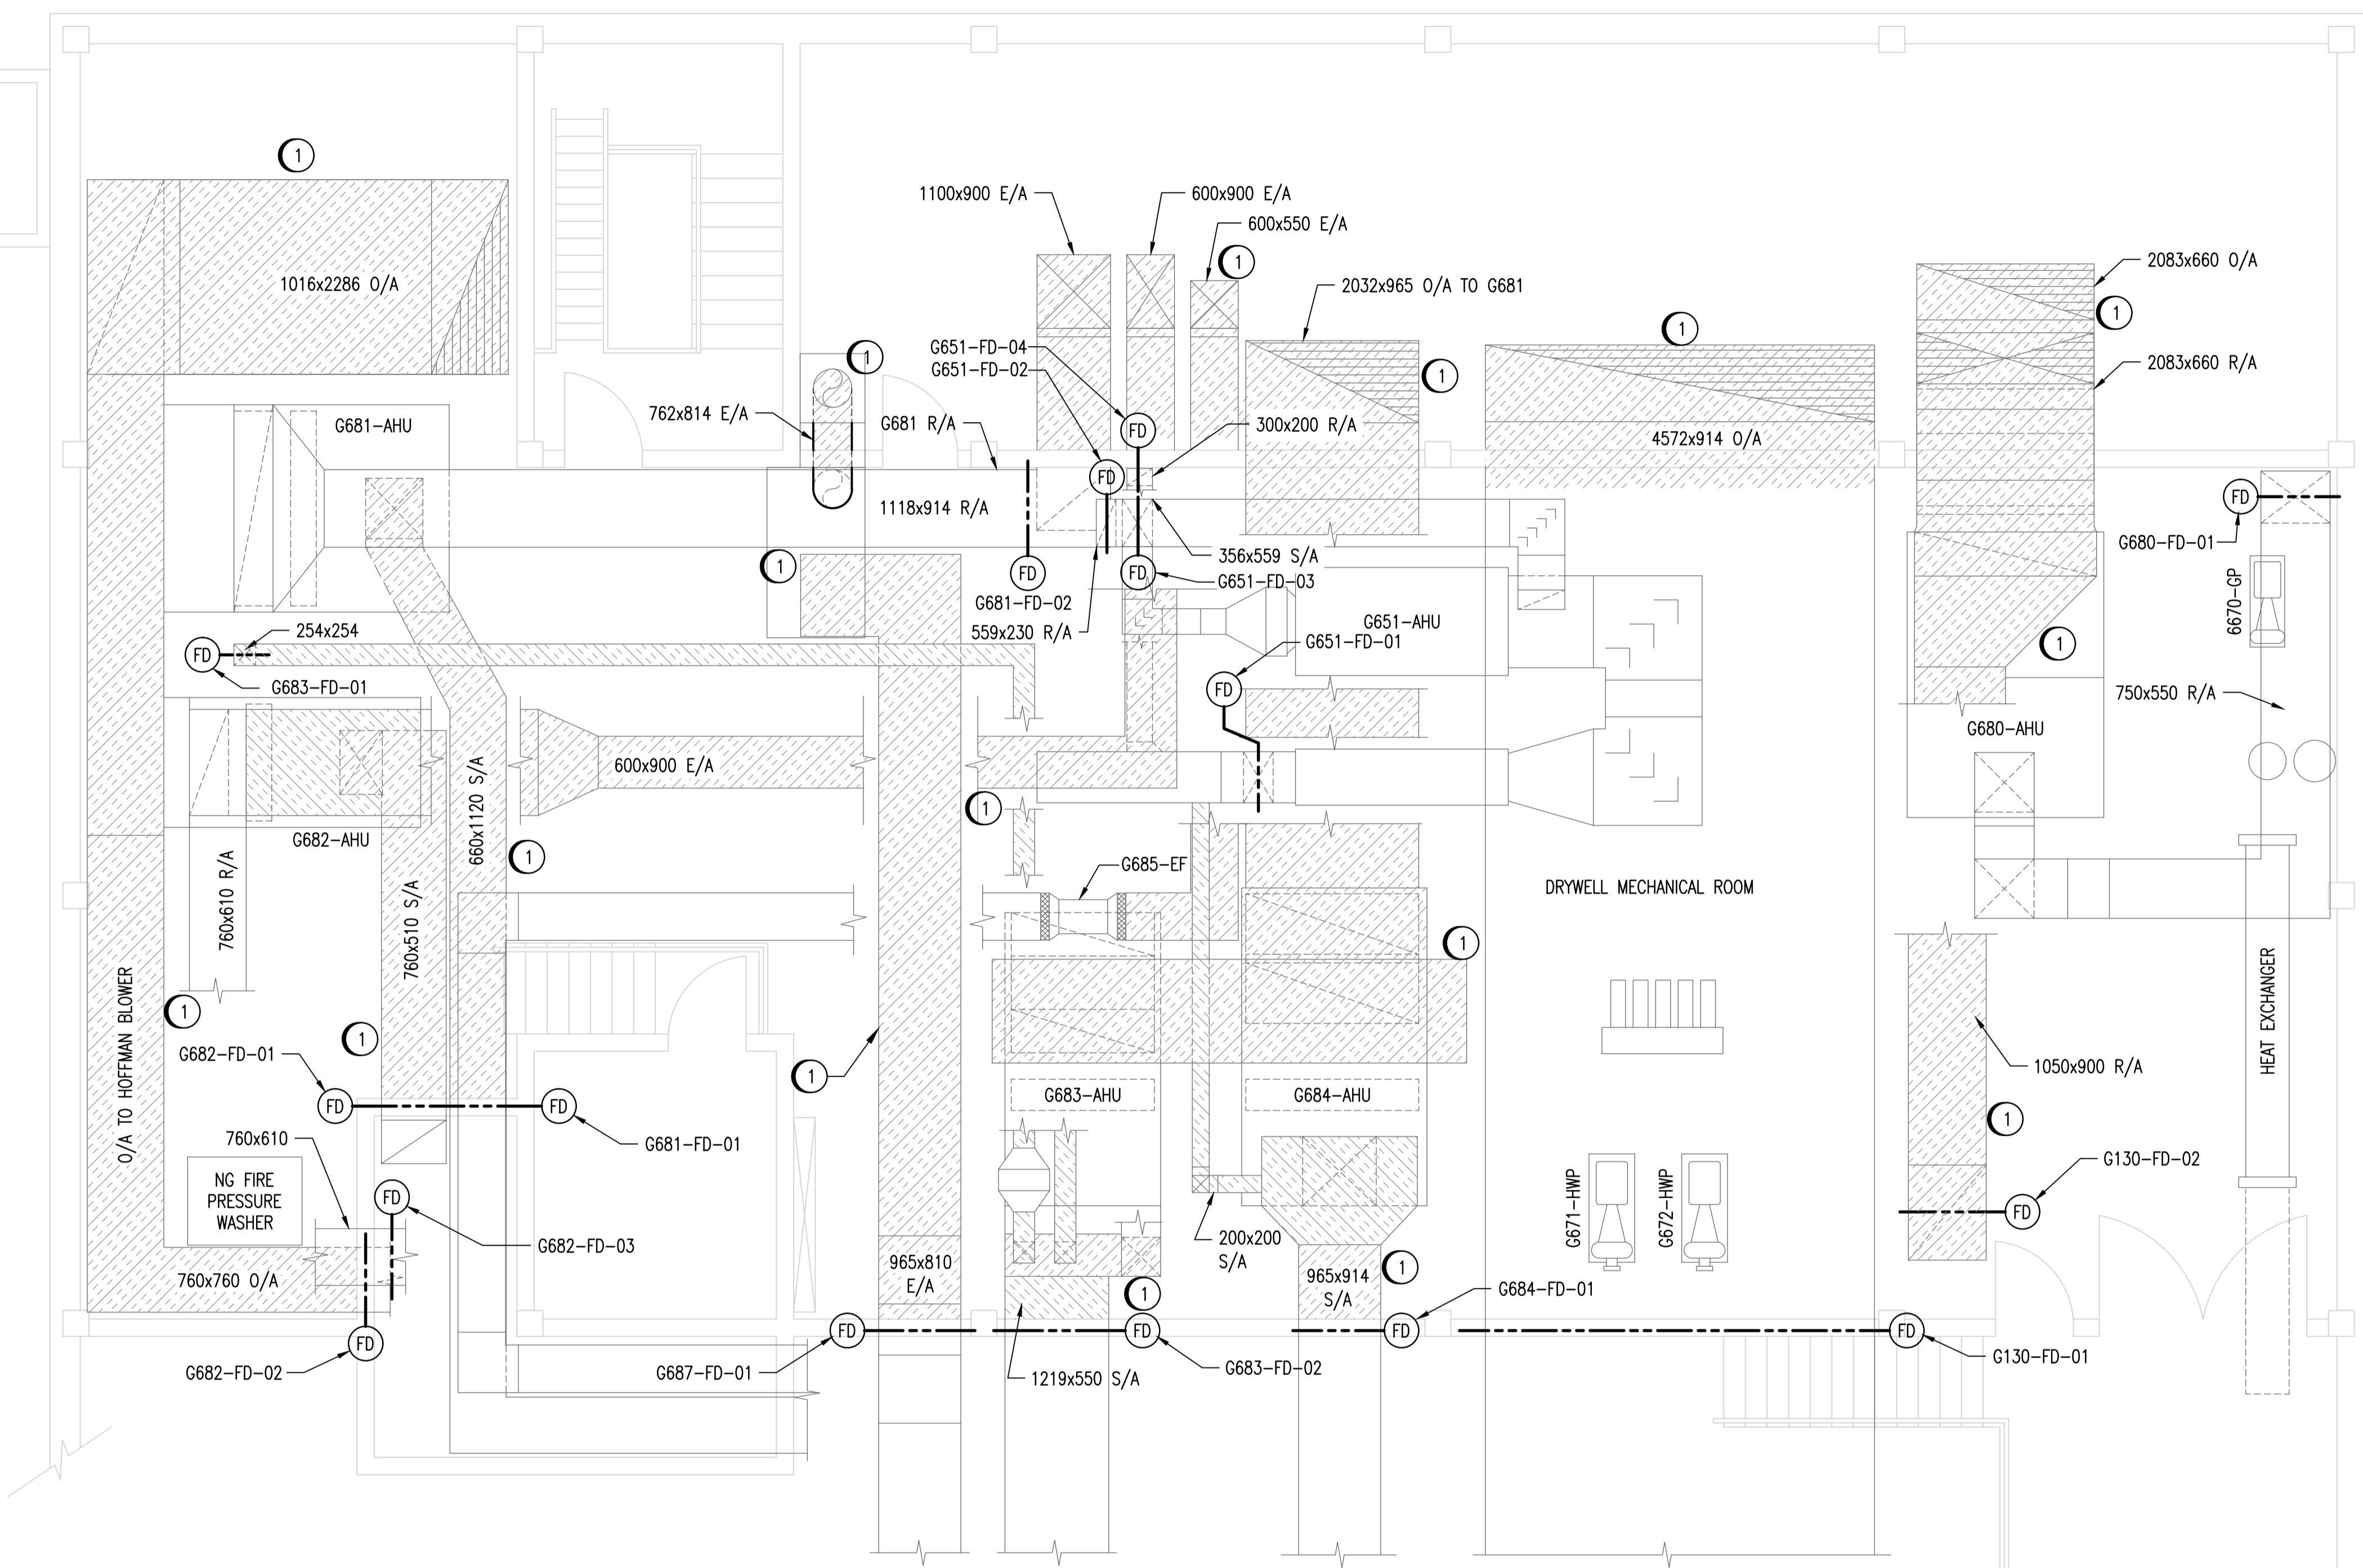 1
1100x900 E/A
600x900 E/A
600x550 E/A
1
2083x660 O/A
1016x2286 O/A
2032x965 O/A TO G681
1
1
G651-FD-04
G651-FD-02
1
1
2083x660 R/A
762x814 E/A
G681-AHU
G681 R/A
FD
300x200 R/A
4572x914 O/A
FD
FD
1118x914 R/A
G680-FD-01
356x559 S/A
1
FD
FD
G651-FD-03
G681-FD-02
6670-GP
254x254
559x230 R/A
G651-AHU
G651-FD-01
1
FD
G683-FD-01
FD
750x550 R/A
G680-AHU
600x900 E/A
660x1120 S/A
1
G682-AHU
1
G685-EF
DRYWELL MECHANICAL ROOM
760x610 R/A
760x510 S/A
1
1
O/A TO HOFFMAN BLOWER
HEAT EXCHANGER
1
G682-FD-01
1
1050x900 R/A
G683-AHU
G684-AHU
FD
FD
1
760x610
G681-FD-01
G130-FD-02
NG FIRE
PRESSURE
WASHER
FD
G671-HWP
G672-HWP
FD
G682-FD-03
200x200
S/A
760x760 O/A
965x810
E/A
965x914
S/A
1
1
G684-FD-01
FD
FD
FD
FD
FD
G682-FD-02
G687-FD-01
1219x550 S/A
G683-FD-02
G130-FD-01